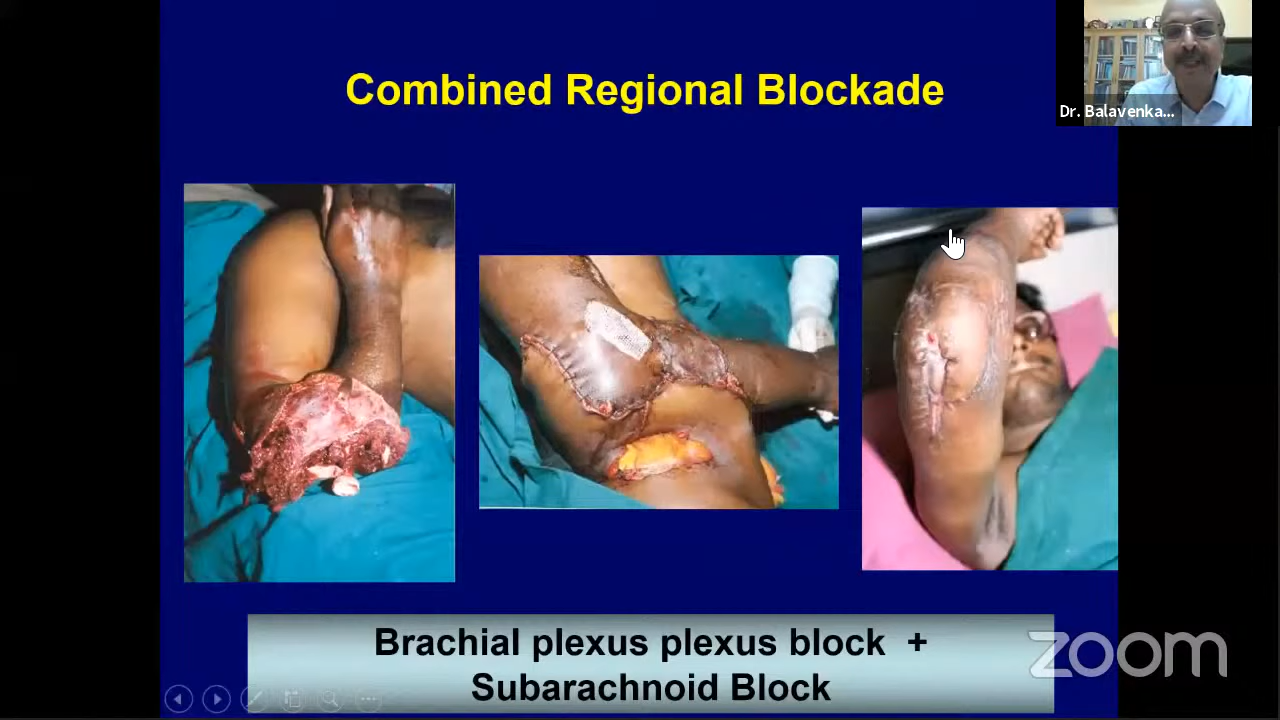 Combined Regional Blockade
Dr. Balavenka...
Brachial plexus plexus block +
Subarachnoid Block
zoom